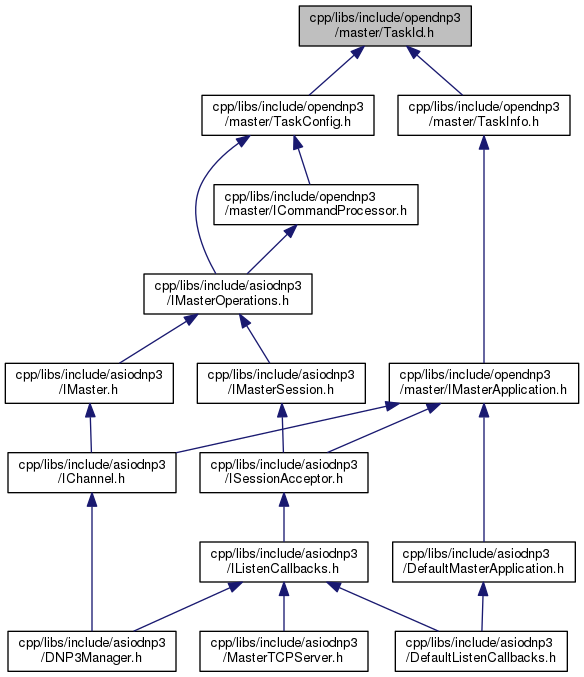 cpp/libs/include/opendnp3
/master/TaskId.h
cpp/libs/include/opendnp3
/master/TaskConfig.h
cpp/libs/include/opendnp3
/master/TaskInfo.h
cpp/libs/include/opendnp3
/master/ICommandProcessor.h
cpp/libs/include/asiodnp3
/IMasterOperations.h
cpp/libs/include/asiodnp3
/IMaster.h
cpp/libs/include/asiodnp3
/IMasterSession.h
cpp/libs/include/opendnp3
/master/IMasterApplication.h
cpp/libs/include/asiodnp3
/IChannel.h
cpp/libs/include/asiodnp3
/ISessionAcceptor.h
cpp/libs/include/asiodnp3
/IListenCallbacks.h
cpp/libs/include/asiodnp3
/DefaultMasterApplication.h
cpp/libs/include/asiodnp3
/DNP3Manager.h
cpp/libs/include/asiodnp3
/MasterTCPServer.h
cpp/libs/include/asiodnp3
/DefaultListenCallbacks.h